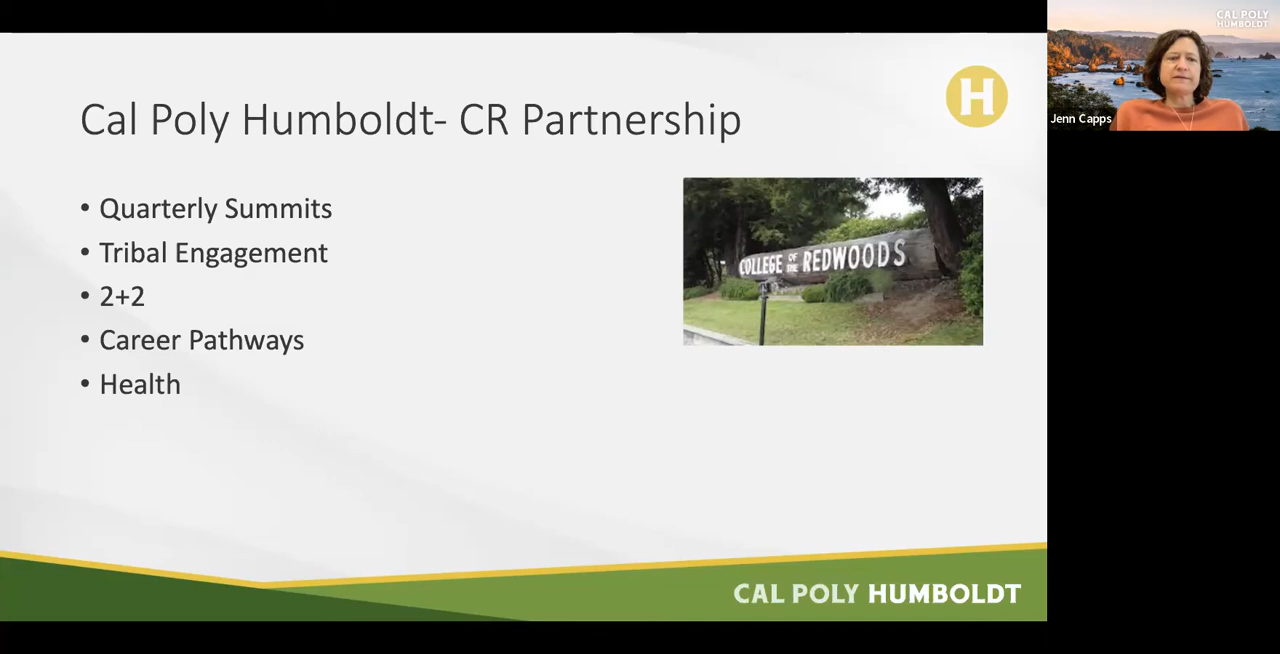 Cal Poly Humboldt- CR Partnership
H
• Quarterly Summits
• Tribal Engagement
• 2+2
• Career Pathways
• Health
COLLEGE OF THE REDWOODS
CAL POLY HUMBOLDT
CAL POLY
HUMBOLDT
Jenn Capps